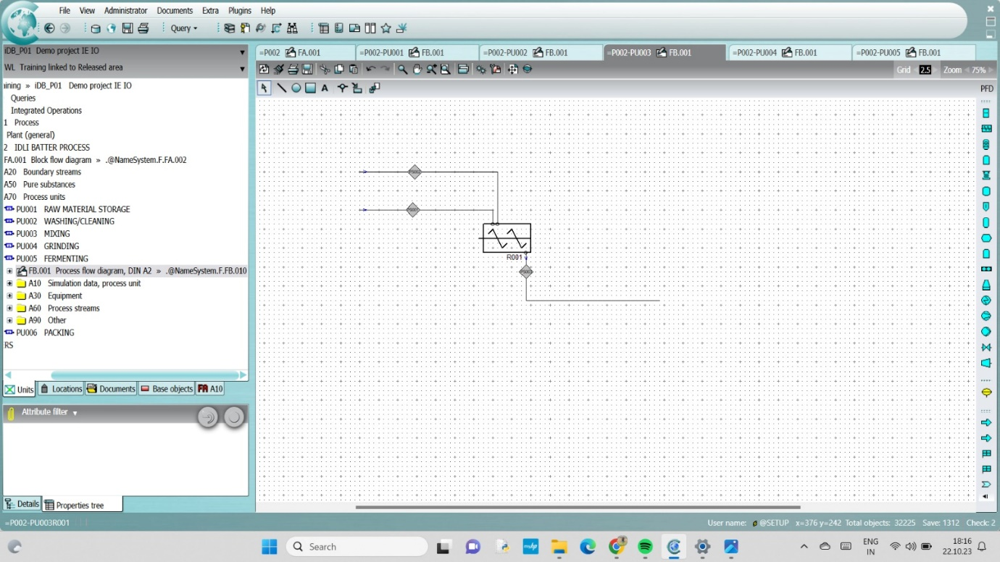 File View Administrator Documents Extra Plugins Help
Query
iDB_P01 Demo project IE IO
WL Training linked to Released area
=P002 FA.001
=P002-PU001 FB.001
=P002-PU002 FB.001
=P002-PU003 FB.001
=P002-PU004 FB.001
=P002-PU005 FB.001
Grid 2.5 Zoom 75%
A
PFD
ining » iDB_P01 Demo project IE IO
Queries
Integrated Operations
1 Process
Plant (general)
2 IDLI BATTER PROCESS
FA.001 Block flow diagram » .@NameSystem.F.FA.002
A20 Boundary streams
A50 Pure substances
A70 Process units
PU001 RAW MATERIAL STORAGE
PU002 WASHING/CLEANING
PU003 MIXING
PU004 GRINDING
PU005 FERMENTING
FB.001 Process flow diagram, DIN A2 » .@NameSystem.F.FB.010
A10 Simulation data, process unit
A30 Equipment
A60 Process streams
A90 Other
PU006 PACKING
RS
R001
Units Locations Documents Base objects FA A10
Attribute filter
Details Properties tree
=P002-PU003R001
User name: @SETUP x=376 y=242 Total objects: 32225 Save: 1312 Check: 2
Search
myhp
ENG
IN
18:16
22.10.23